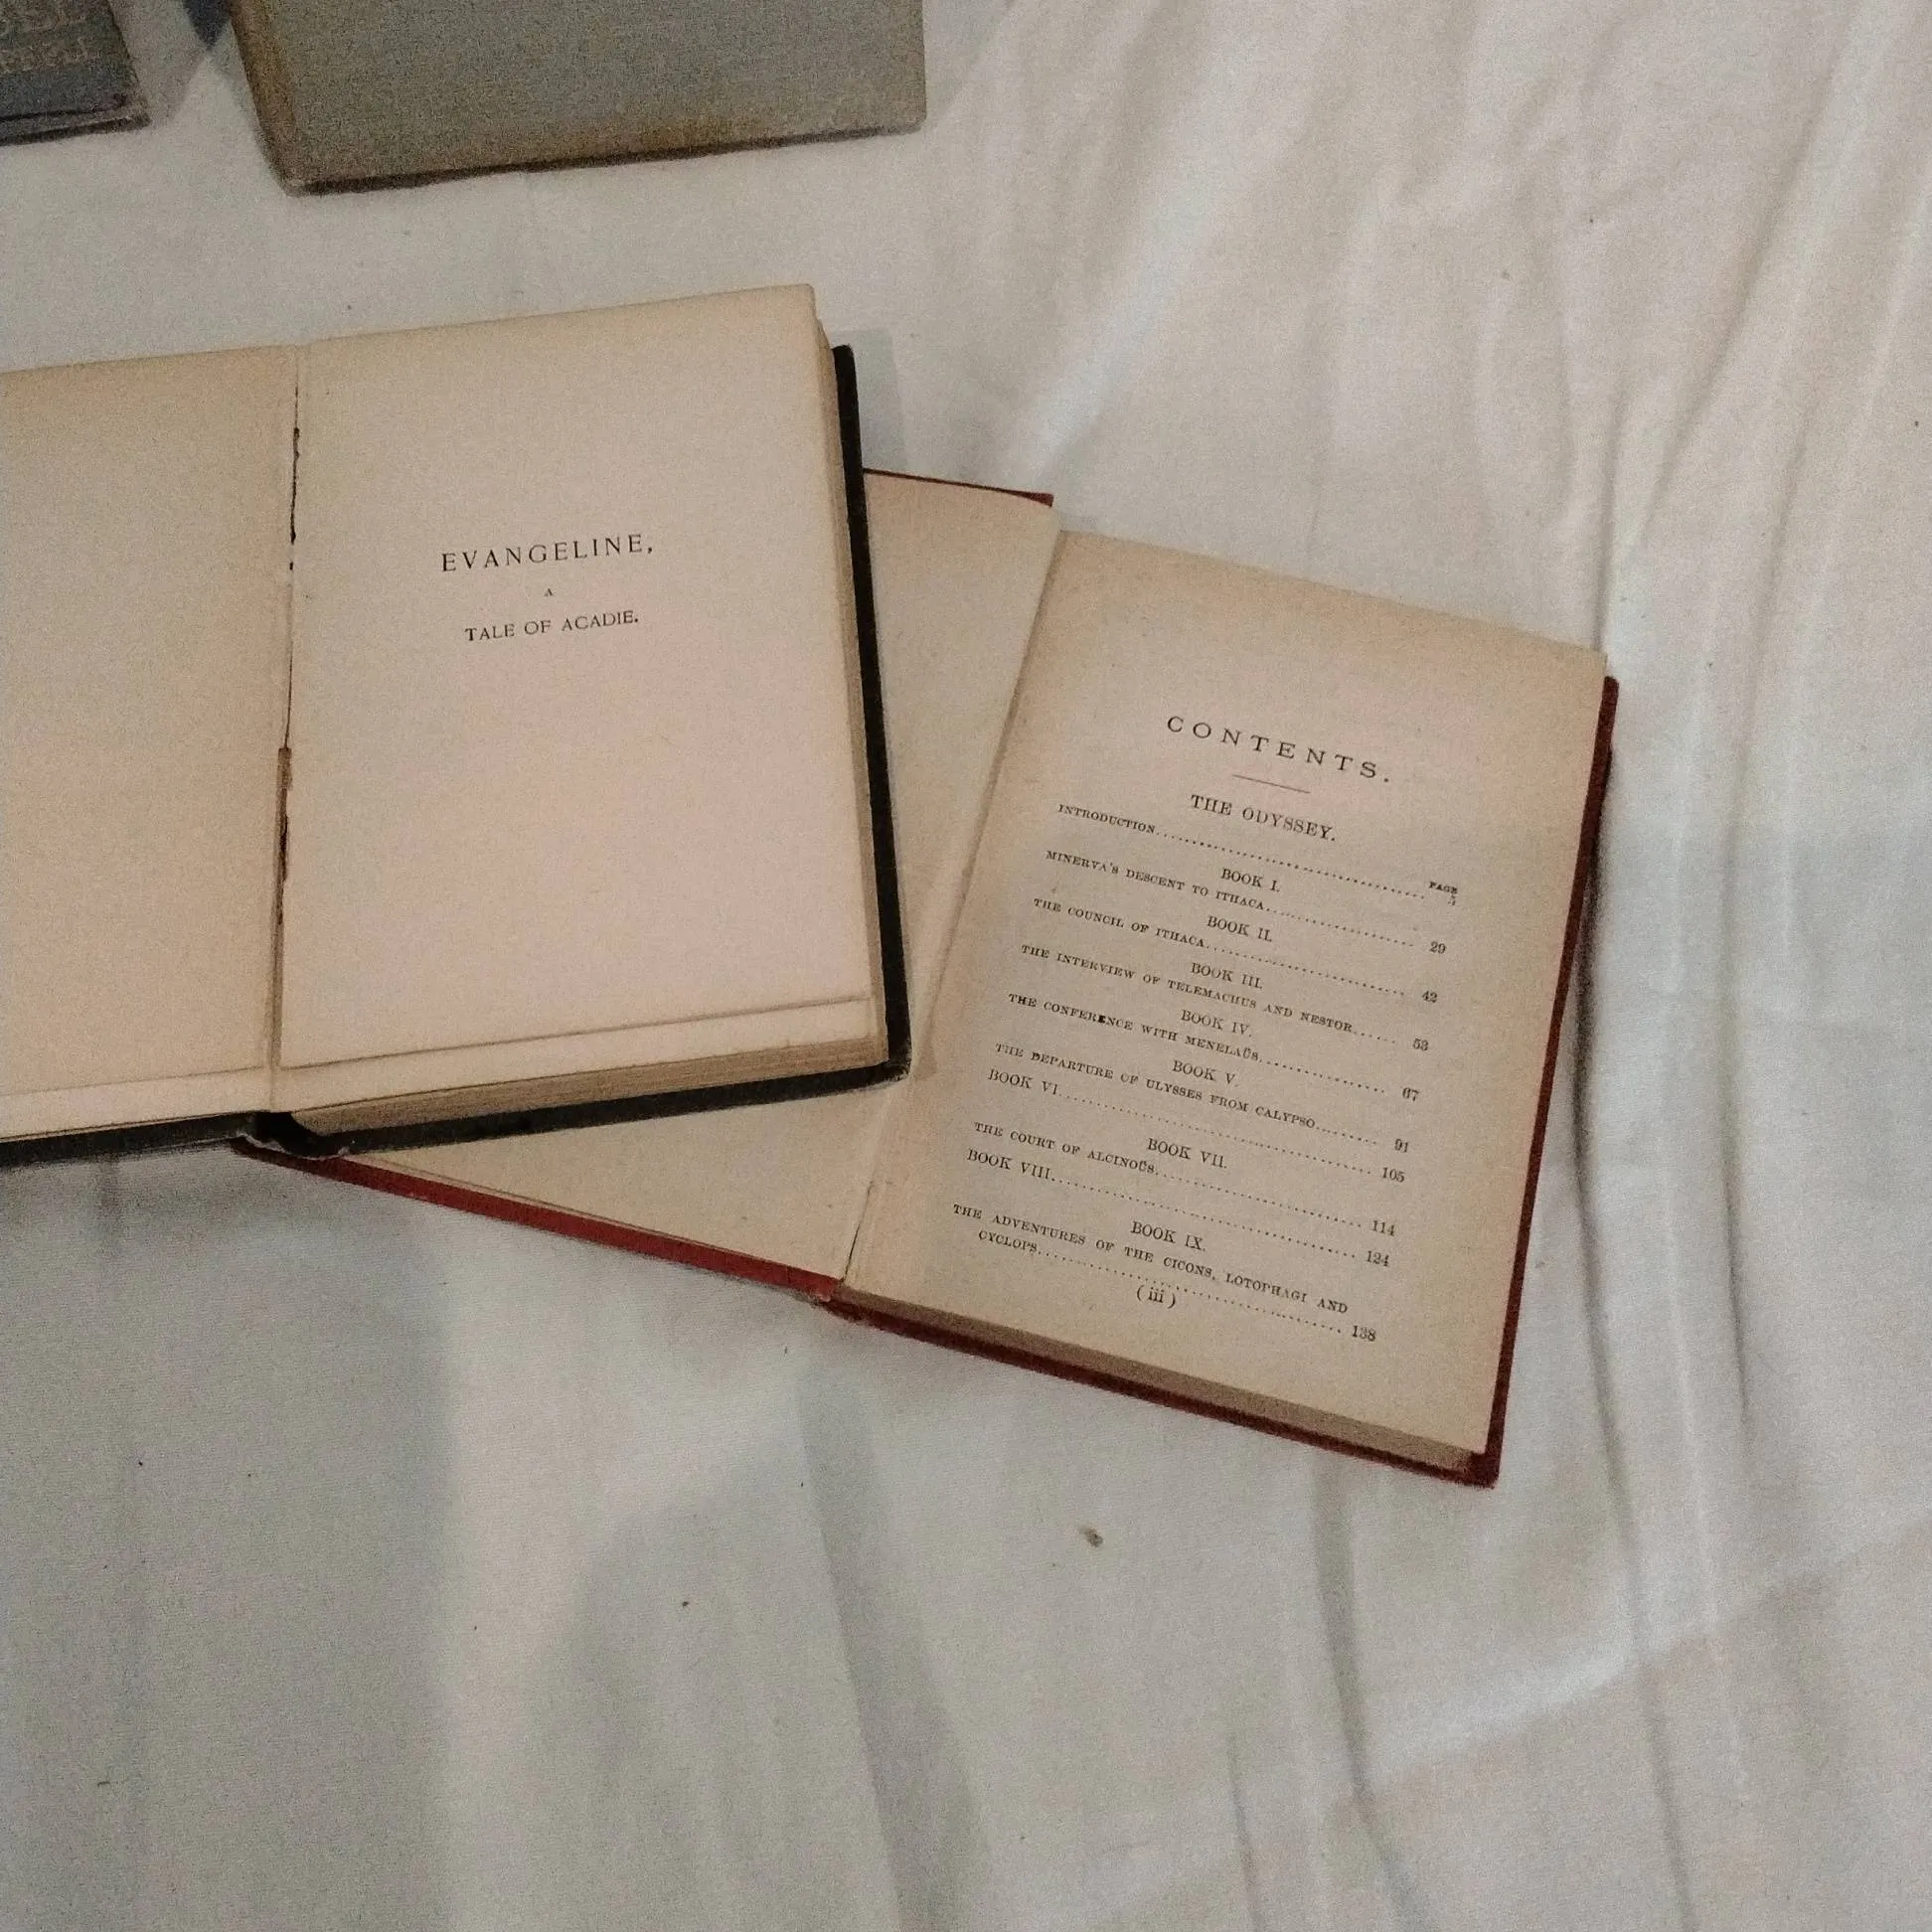 EVANGELINE,
A
TALE OF ACADIE.
CONTENTS.
THE ODYSSEY.
PAGE
INTRODUCTION........................................ 5
BOOK I.
MINERVA'S DESCENT TO ITHACA...................... 29
BOOK II.
THE COUNCIL OF ITHACA............................. 42
BOOK III.
THE INTERVIEW OF TELEMACHUS AND NESTOR...... 53
BOOK IV.
THE CONFERENCE WITH MENELAÜS.................. 67
BOOK V.
THE DEPARTURE OF ULYSSES FROM CALYPSO......... 91
BOOK VI................................................ 105
BOOK VII.
THE COURT OF ALCINOÜS............................. 114
BOOK VIII.............................................. 124
BOOK IX.
THE ADVENTURES OF THE CICONS, LOTOPHAGI AND
CYCLOPS............................................. 138
( iii )